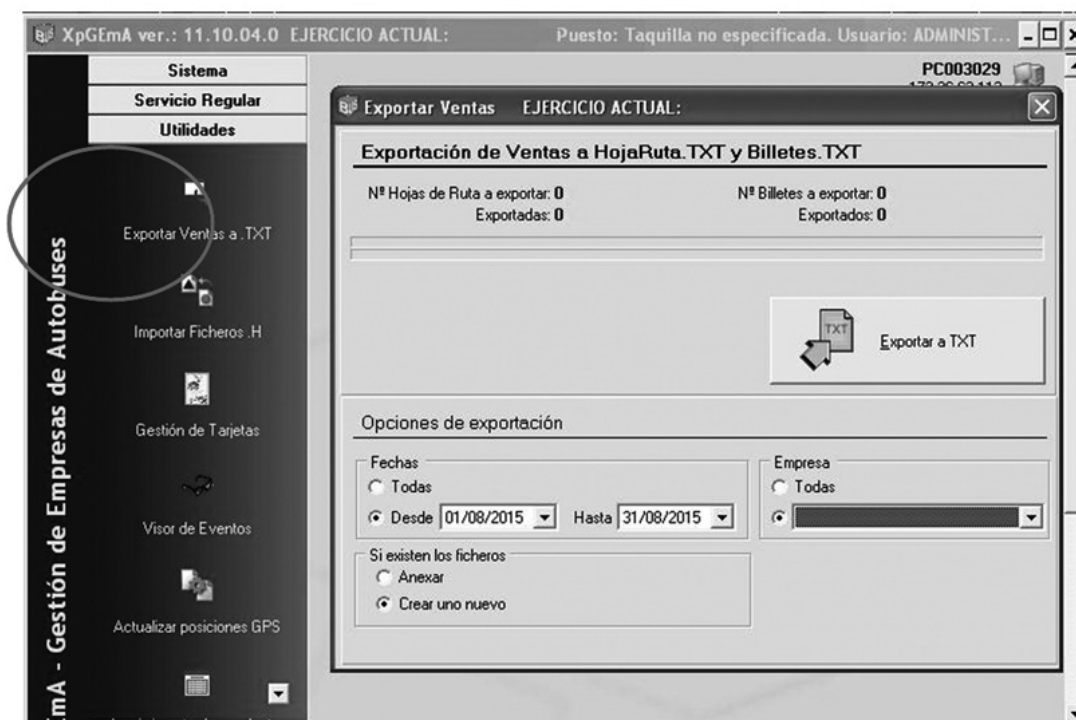 XpGEmA ver.: 11.10.04.0 EJERCICIO ACTUAL: Puesto: Taquilla no especificada. Usuario: ADMINIST...
Sistema
Servicio Regular
Utilidades
PC003029
Exportar Ventas a .TXT
Importar Ficheros .H
Gestión de Tarjetas
Visor de Eventos
Actualizar posiciones GPS
EmA - Gestión de Empresas de Autobuses
Exportar Ventas EJERCICIO ACTUAL:
Exportación de Ventas a HojaRuta.TXT y Billetes.TXT
Nº Hojas de Ruta a exportar: 0
Exportadas: 0
Nº Billetes a exportar: 0
Exportados: 0
TXT
Exportar a TXT
Opciones de exportación
Fechas
Todas
Desde 01/08/2015 Hasta 31/08/2015
Empresa
Todas
Si existen los ficheros
Anexar
Crear uno nuevo